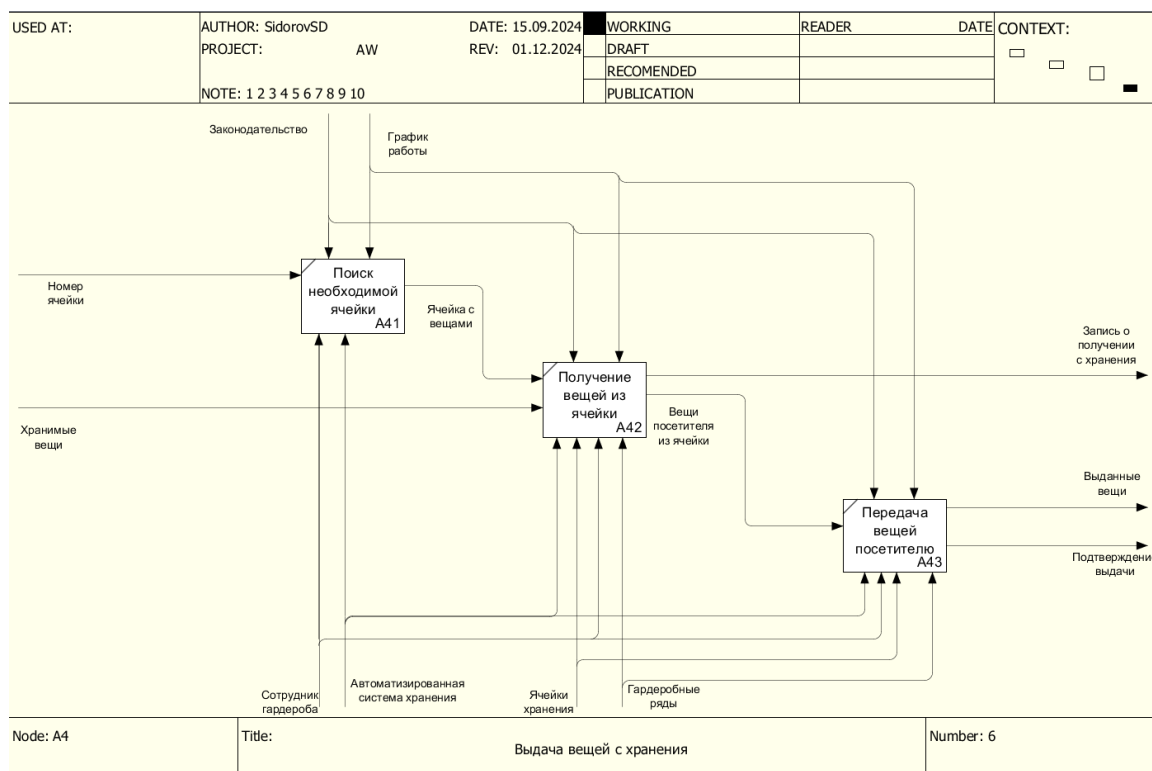 USED AT:
AUTHOR: SidorovSD
DATE: 15.09.2024
WORKING
READER
DATE
CONTEXT:
PROJECT: AW
REV: 01.12.2024
DRAFT
RECOMENDED
NOTE: 1 2 3 4 5 6 7 8 9 10
PUBLICATION
Законодательство
График
работы
Номер
ячейки
Поиск
необходимой
ячейки
A41
Ячейка с
вещами
Запись о
получении
с хранения
Получение
вещей из
ячейки
A42
Хранимые
вещи
Вещи
посетителя
из ячейки
Выданные
вещи
Передача
вещей
посетителю
A43
Подтверждени
выдачи
Сотрудник
гардероба
Автоматизированная
система хранения
Ячейки
хранения
Гардеробные
ряды
Node: A4
Title:
Выдача вещей с хранения
Number: 6